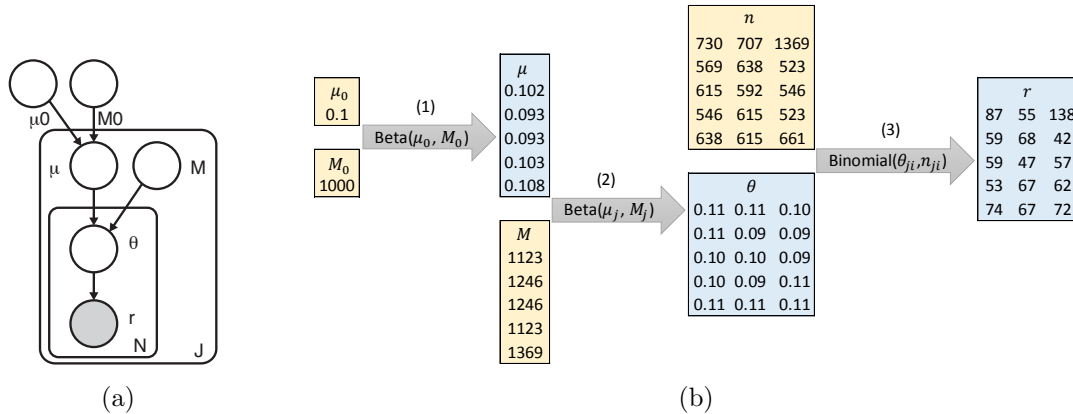 μ0
M0
μ
M
θ
r
N
J
(a)
μ₀
0.1
M₀
1000
(1)
Beta(μ₀, M₀)
μ
0.102
0.093
0.093
0.103
0.108
M
1123
1246
1246
1123
1369
(2)
Beta(μⱼ, Mⱼ)
n
730 707 1369
569 638 523
615 592 546
546 615 523
638 615 661
θ
0.11 0.11 0.10
0.11 0.09 0.09
0.10 0.10 0.09
0.10 0.09 0.11
0.11 0.11 0.11
(3)
Binomial(θⱼᵢ,nⱼᵢ)
r
87 55 138
59 68 42
59 47 57
53 67 62
74 67 72
(b)